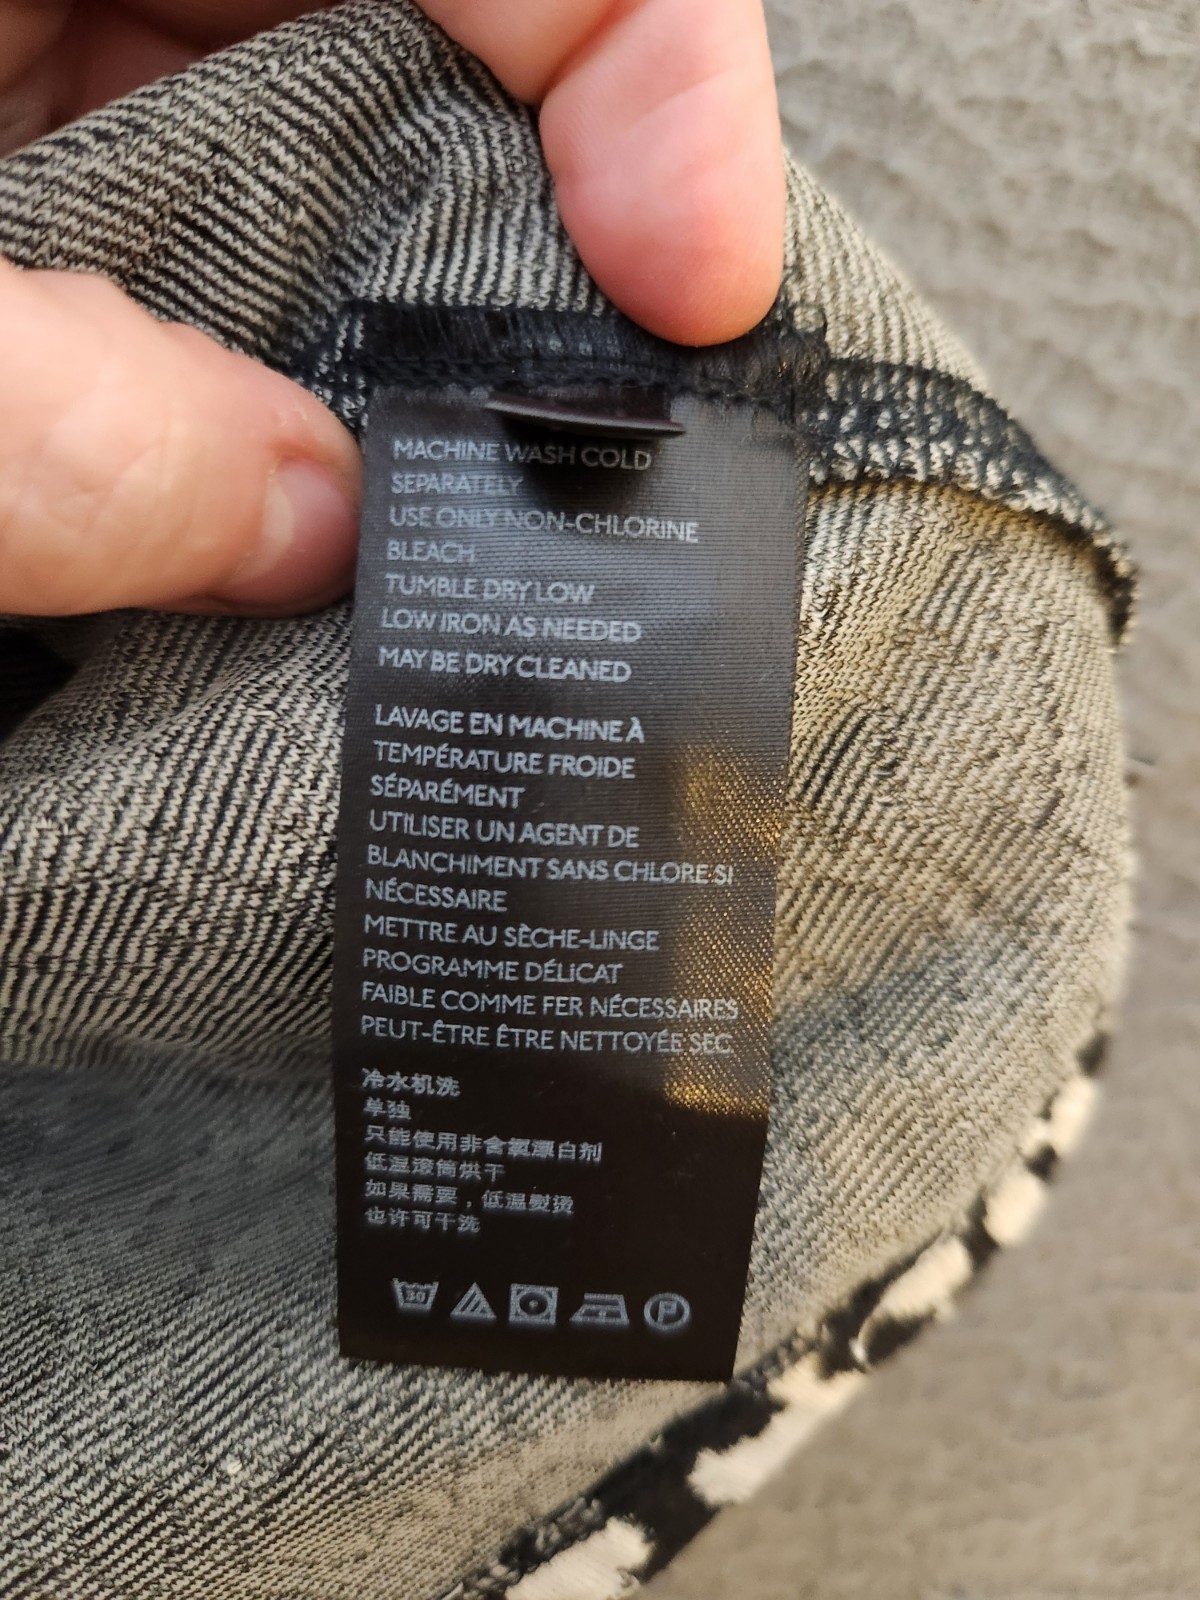 MACHINE WASH COLD
SEPARATELY
USE ONLY NON-CHLORINE
BLEACH
TUMBLE DRY LOW
LOW IRON AS NEEDED
MAY BE DRY CLEANED
LAVAGE EN MACHINE À
TEMPÉRATURE FROIDE
SÉPARÉMENT
UTILISER UN AGENT DE
BLANCHIMENT SANS CHLORE SI
NÉCESSAIRE
METTRE AU SÈCHE-LINGE
PROGRAMME DÉLICAT
FAIBLE COMME FER NÉCESSAIRES
PEUT-ÊTRE ÊTRE NETTOYÉE SEC
冷水机洗
单独
只能使用非含氯漂白剂
低温滚筒烘干
如果需要，低温熨烫
也许可干洗
30 P